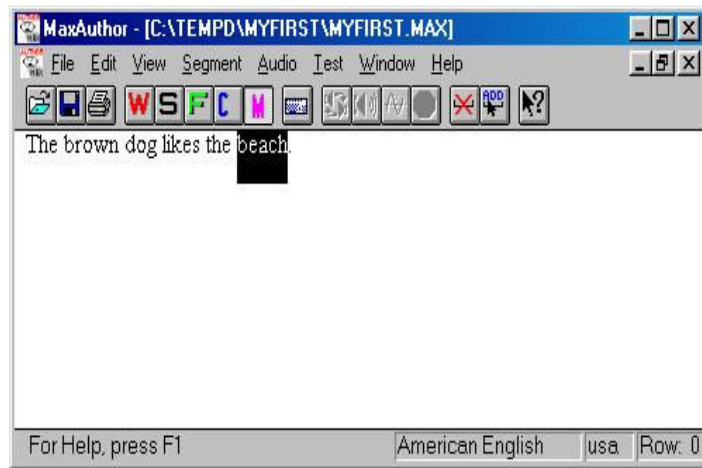 MaxAuthor - [C:\TEMPD\MYFIRST\MYFIRST.MAX]
File Edit View Segment Audio Test Window Help
W S F C M ADD ?
The brown dog likes the beach.
For Help, press F1 American English usa Row: 0